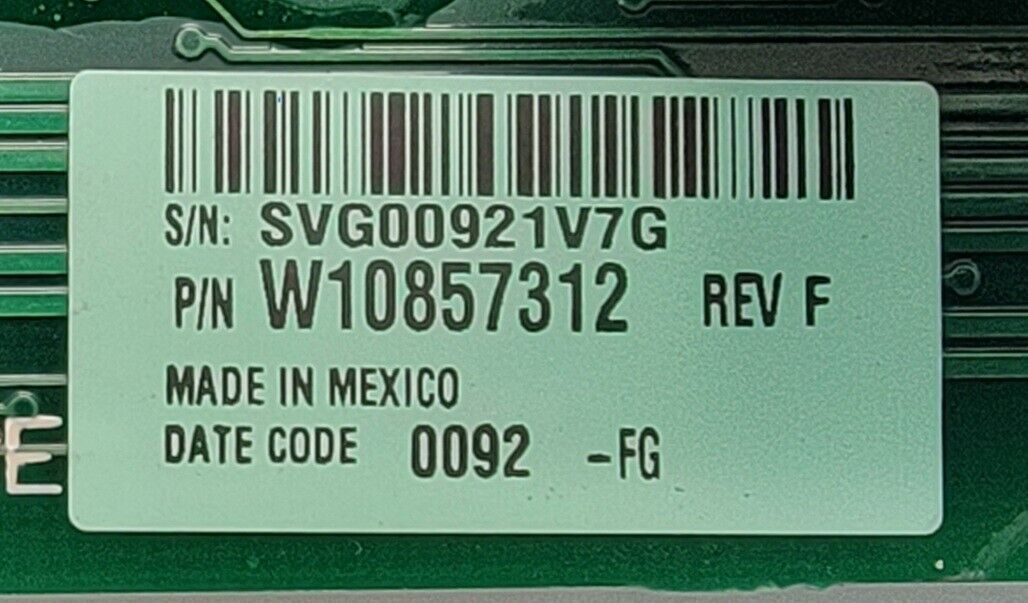 S/N: SVG00921V7G
P/N W10857312 REV F
MADE IN MEXICO
DATE CODE 0092 -FG
E